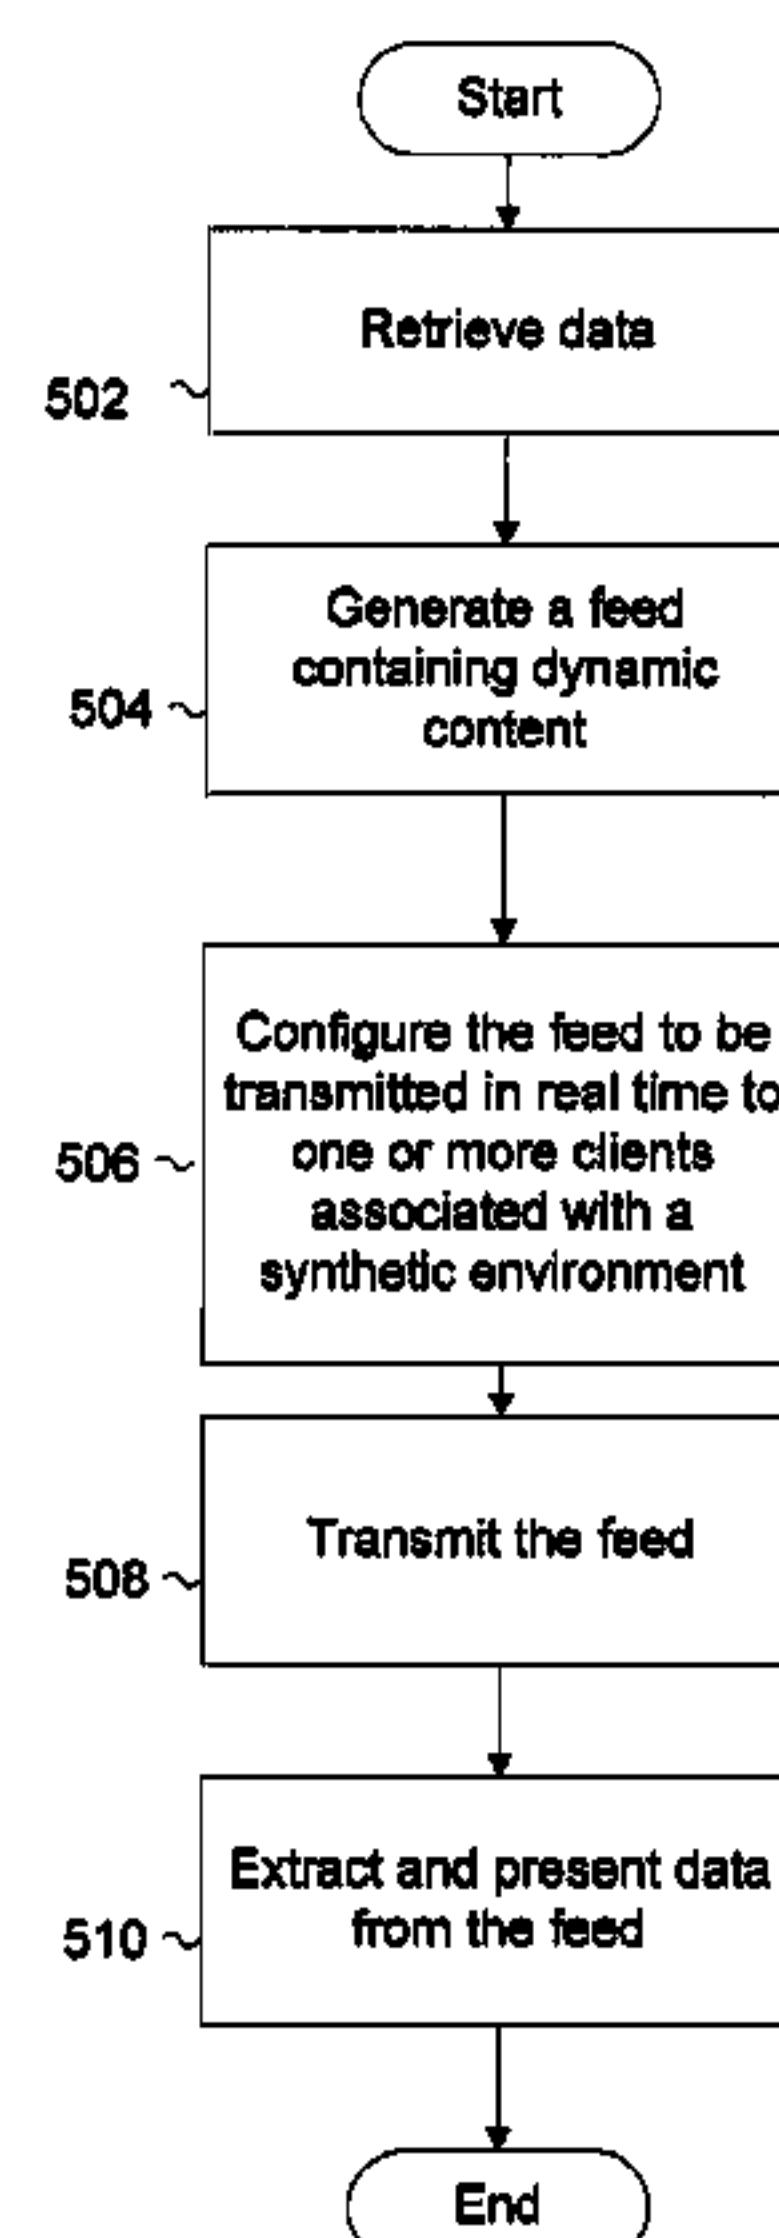 Start
Retrieve data
502
Generate a feed
containing dynamic
content
504
Configure the feed to be
transmitted in real time to
one or more clients
associated with a
synthetic environment
506
Transmit the feed
508
Extract and present data
from the feed
510
End